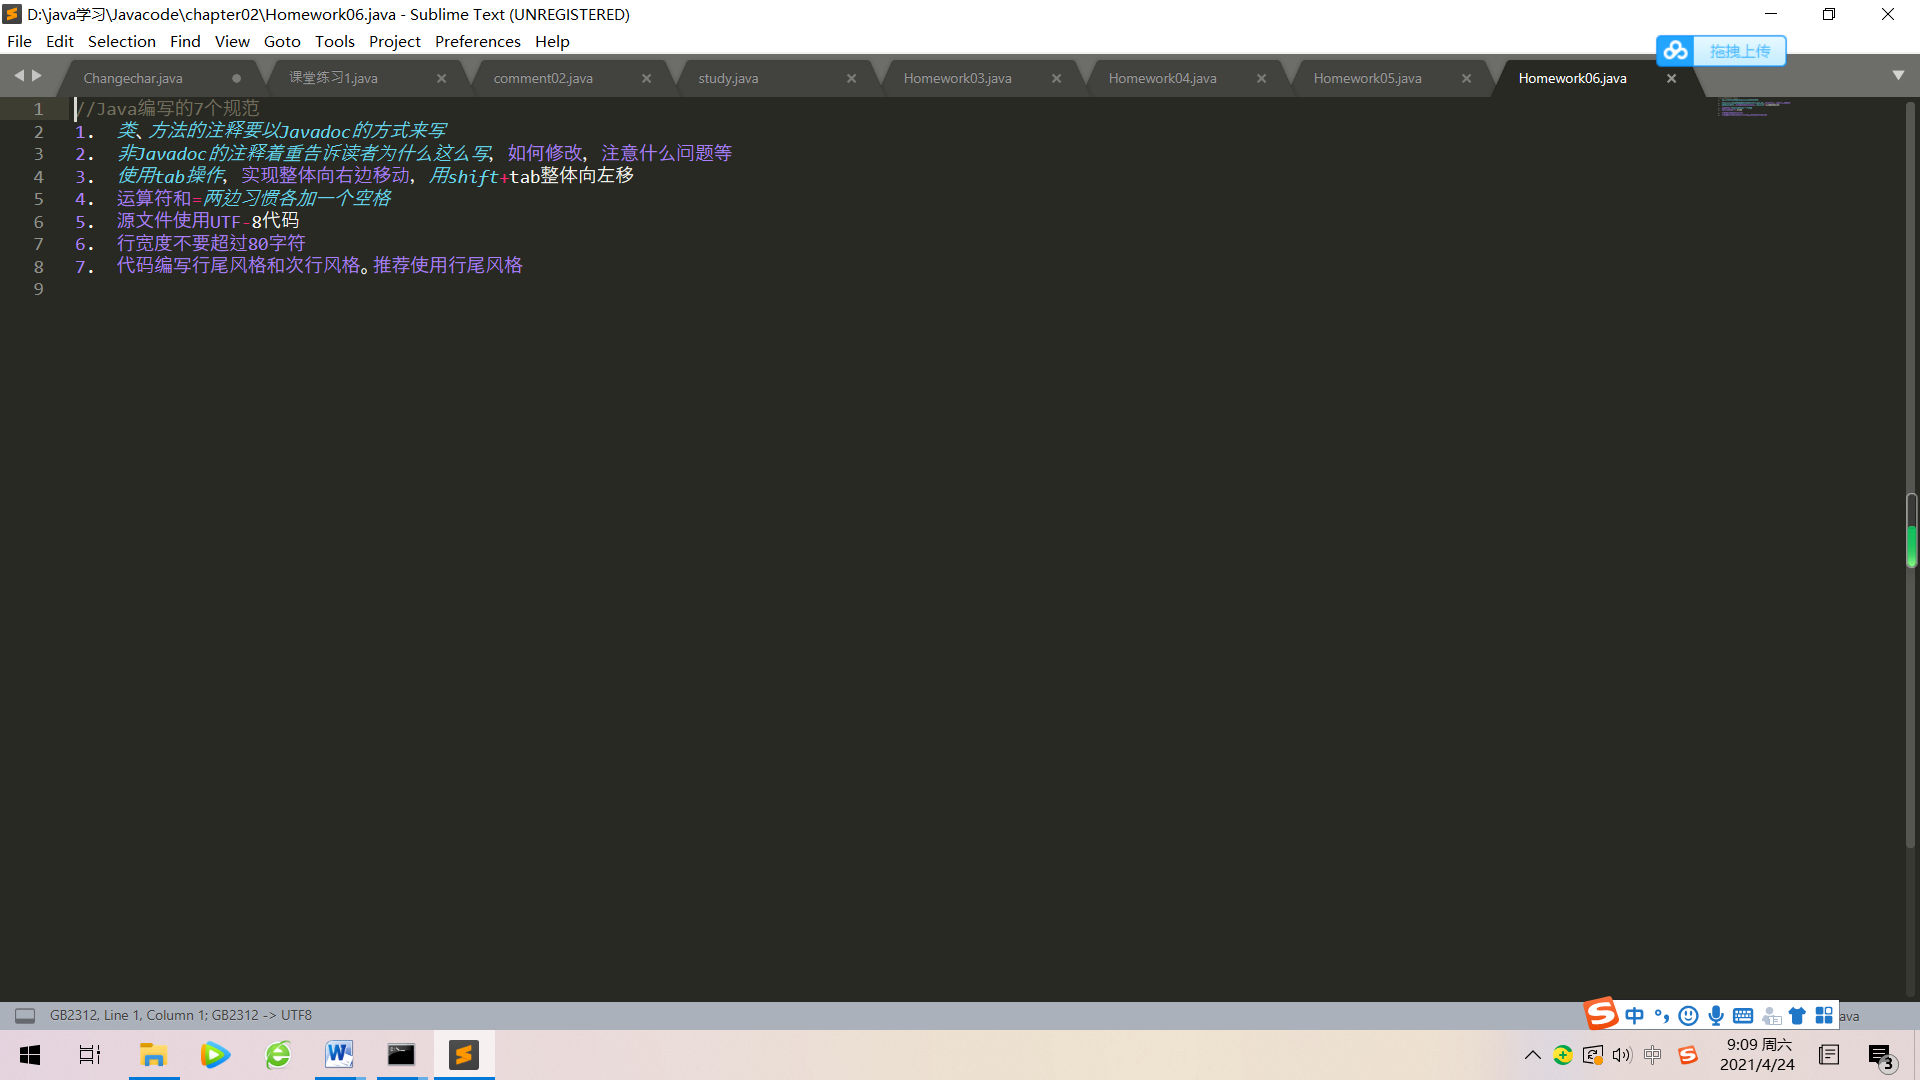 D:\java学习\Javacode\chapter02\Homework06.java - Sublime Text (UNREGISTERED)
File Edit Selection Find View Goto Tools Project Preferences Help
拖拽上传
Changechar.java 课堂练习1.java comment02.java study.java Homework03.java Homework04.java Homework05.java Homework06.java
1 //Java编写的7个规范
2 1. 类、方法的注释要以Javadoc的方式来写
3 2. 非Javadoc的注释着重告诉读者为什么这么写, 如何修改, 注意什么问题等
4 3. 使用tab操作, 实现整体向右边移动, 用shift+tab整体向左移
5 4. 运算符和=两边习惯各加一个空格
6 5. 源文件使用UTF-8代码
7 6. 行宽度不要超过80字符
8 7. 代码编写行尾风格和次行风格。推荐使用行尾风格
9
GB2312, Line 1, Column 1; GB2312 -> UTF8
中
ava
中
9:09 周六
2021/4/24
3